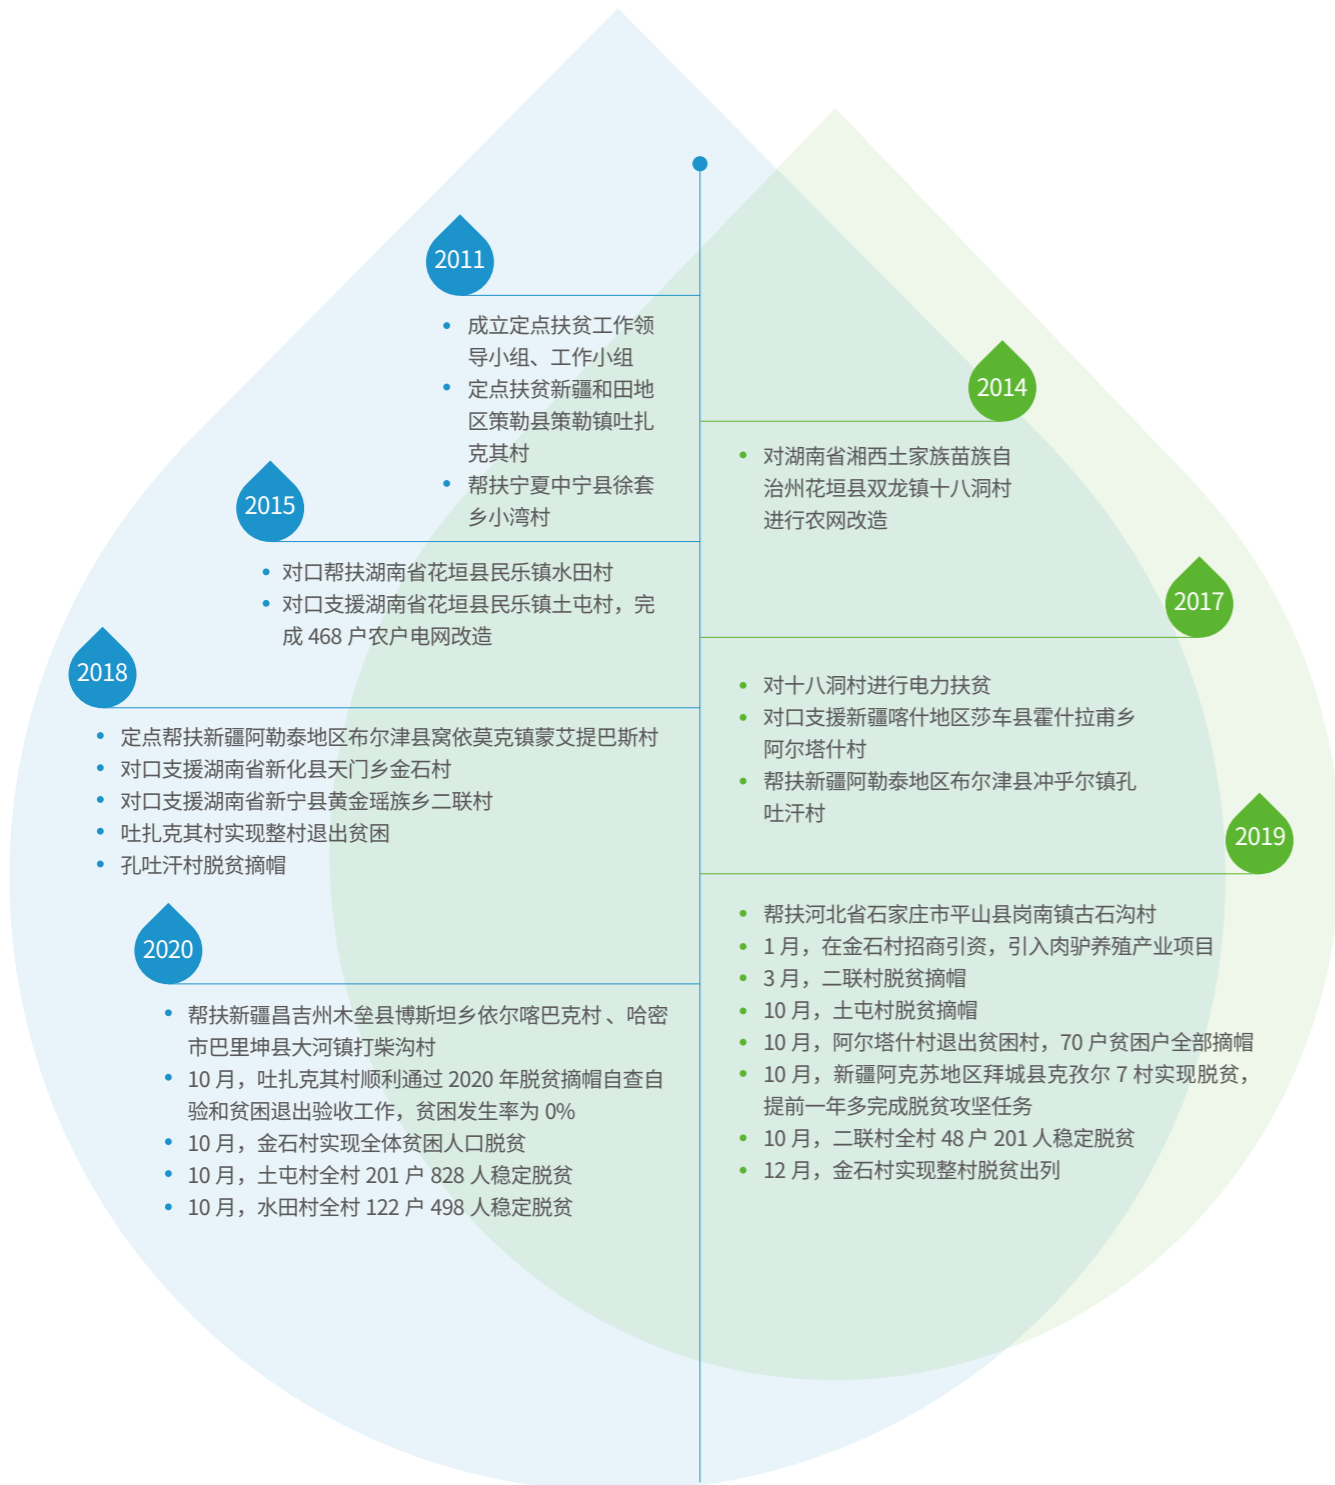 2011
• 成立定点扶贫工作领
导小组、工作小组
• 定点扶贫新疆和田地
区策勒县策勒镇吐扎
克其村
• 帮扶宁夏中宁县徐套
乡小湾村
2014
• 对湖南省湘西土家族苗族自
治州花垣县双龙镇十八洞村
进行农网改造
2015
• 对口帮扶湖南省花垣县民乐镇水田村
• 对口支援湖南省花垣县民乐镇土屯村，完
成 468 户农户电网改造
2017
• 对十八洞村进行电力扶贫
• 对口支援新疆喀什地区莎车县霍什拉甫乡
阿尔塔什村
• 帮扶新疆阿勒泰地区布尔津县冲乎尔镇孔
吐汗村
2018
• 定点帮扶新疆阿勒泰地区布尔津县窝依莫克镇蒙艾提巴斯村
• 对口支援湖南省新化县天门乡金石村
• 对口支援湖南省新宁县黄金瑶族乡二联村
• 吐扎克其村实现整村退出贫困
• 孔吐汗村脱贫摘帽
2019
• 帮扶河北省石家庄市平山县岗南镇古石沟村
• 1 月，在金石村招商引资，引入肉驴养殖产业项目
• 3 月，二联村脱贫摘帽
• 10 月，土屯村脱贫摘帽
• 10 月，阿尔塔什村退出贫困村，70 户贫困户全部摘帽
• 10 月，新疆阿克苏地区拜城县克孜尔 7 村实现脱贫，
提前一年多完成脱贫攻坚任务
• 10 月，二联村全村 48 户 201 人稳定脱贫
• 12 月，金石村实现整村脱贫出列
2020
• 帮扶新疆昌吉州木垒县博斯坦乡依尔喀巴克村 、哈密
市巴里坤县大河镇打柴沟村
• 10 月，吐扎克其村顺利通过 2020 年脱贫摘帽自查自
验和贫困退出验收工作，贫困发生率为 0%
• 10 月，金石村实现全体贫困人口脱贫
• 10 月，土屯村全村 201 户 828 人稳定脱贫
• 10 月，水田村全村 122 户 498 人稳定脱贫